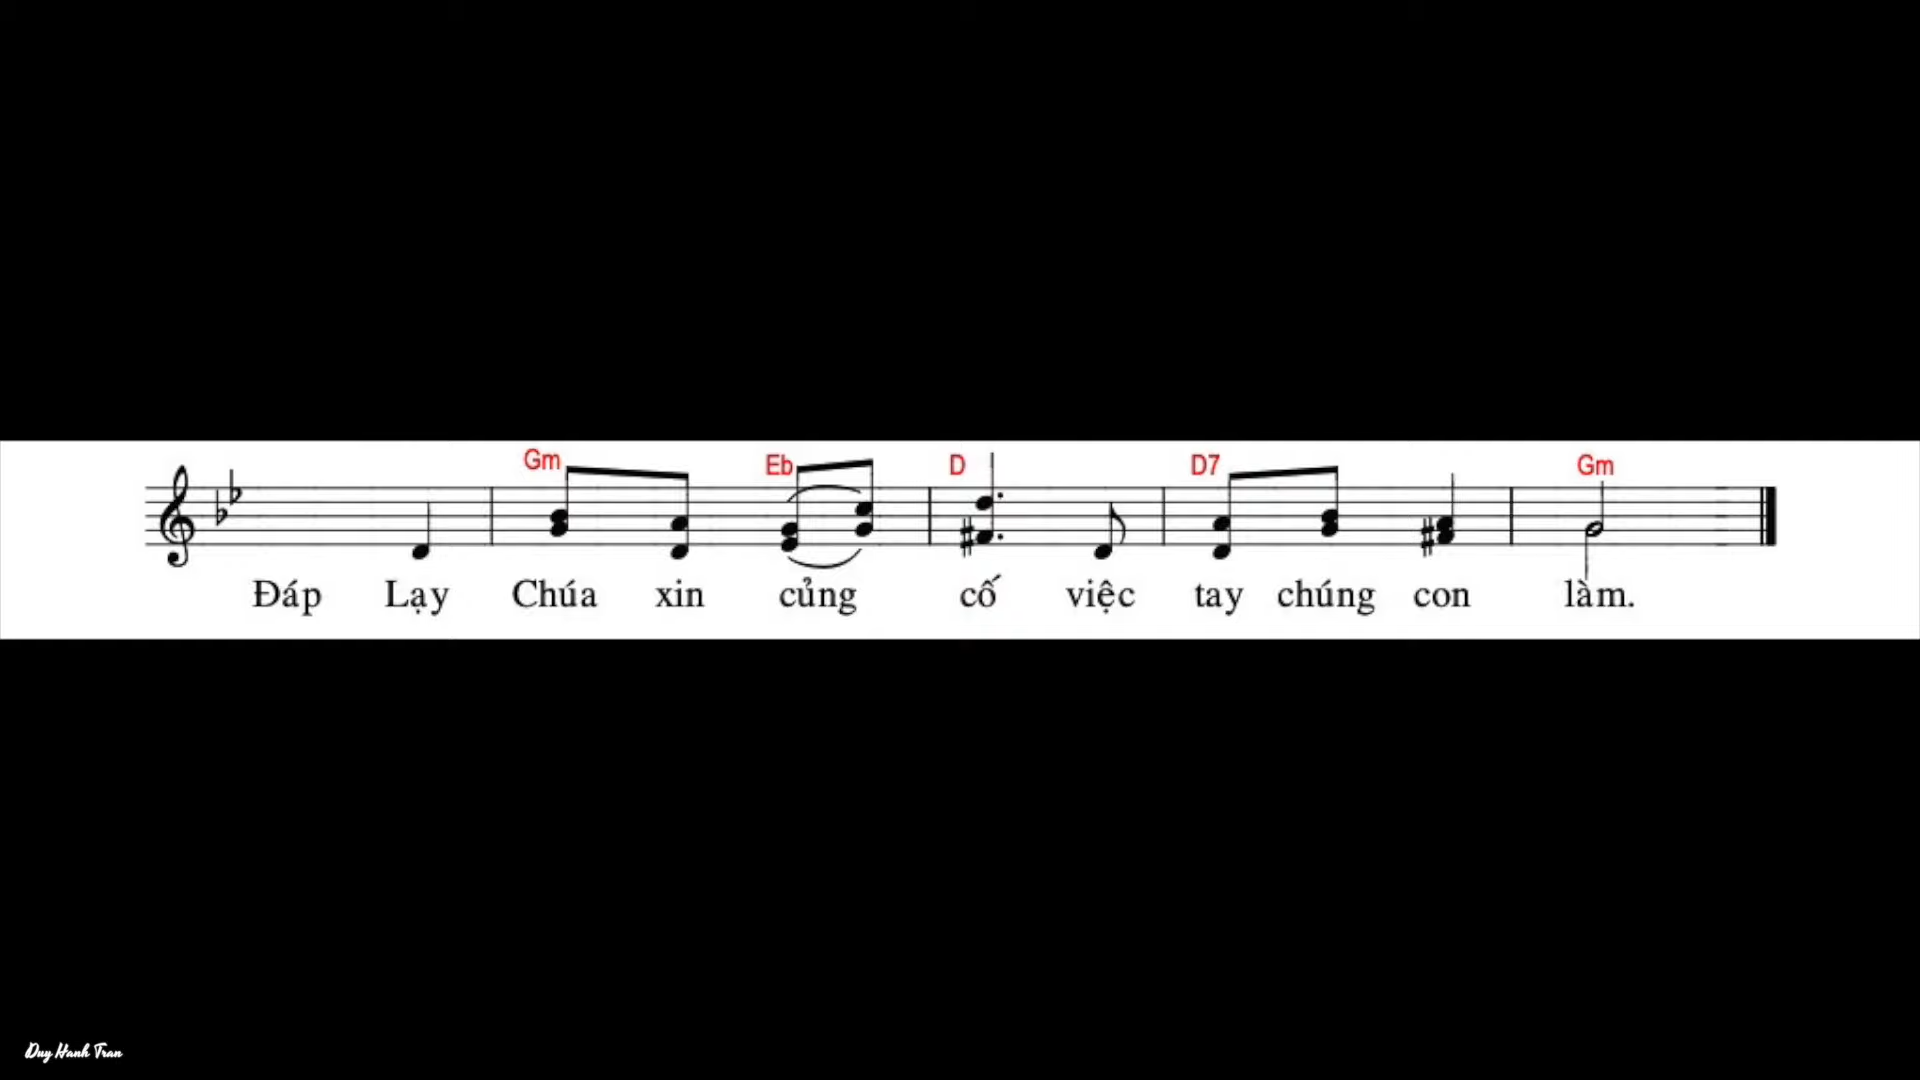 Gm Eb D D7 Gm
Đáp Lạy Chúa xin củng cố việc tay chúng con làm.
Duy Hanh Tran